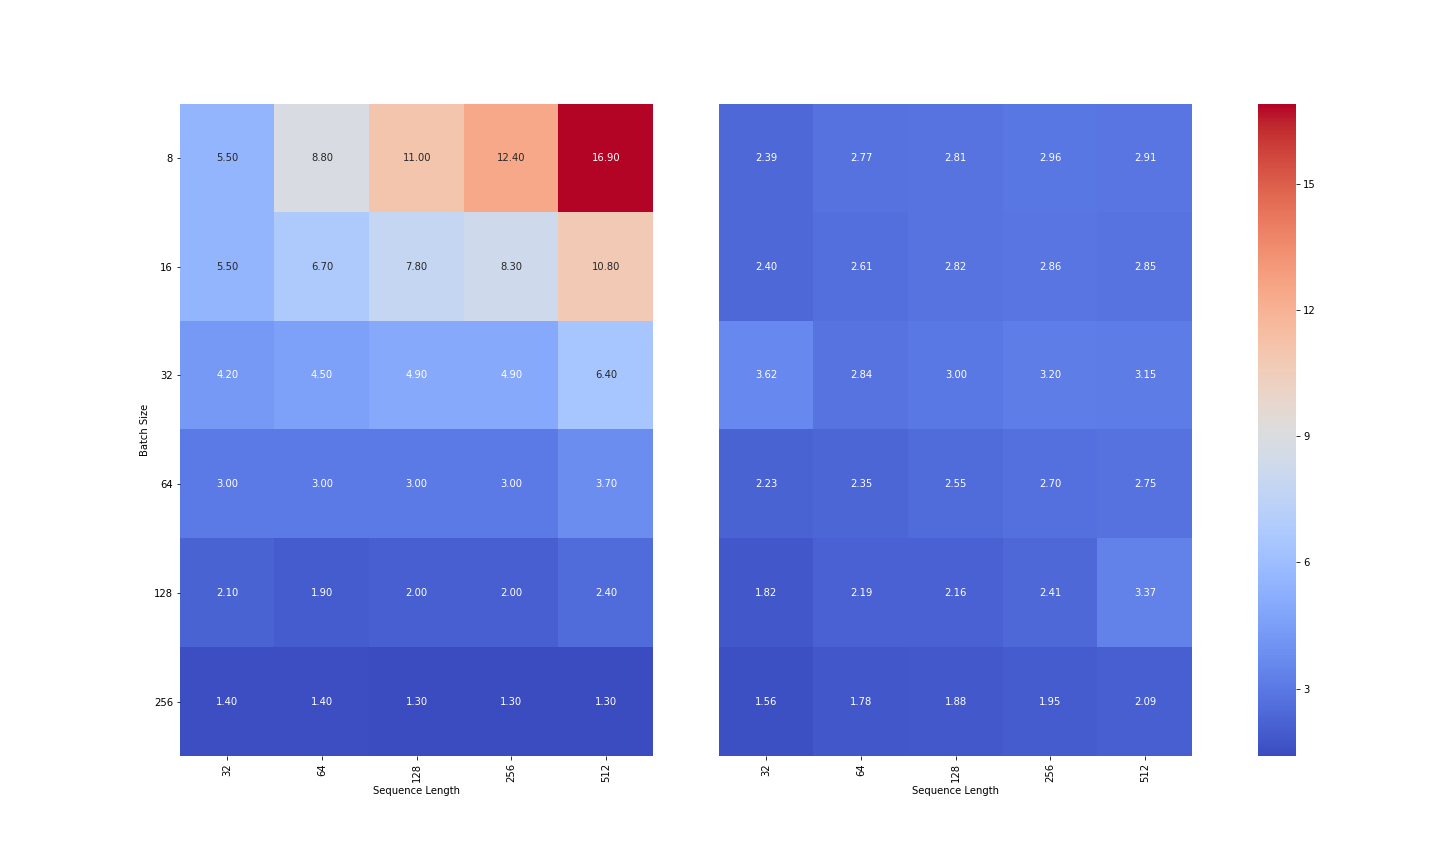 8 5.50 8.80 11.00 12.40 16.90 2.39 2.77 2.81 2.96 2.91
15
16 5.50 6.70 7.80 8.30 10.80 2.40 2.61 2.82 2.86 2.85
12
32 4.20 4.50 4.90 4.90 6.40 3.62 2.84 3.00 3.20 3.15
Batch Size
9
64 3.00 3.00 3.00 3.00 3.70 2.23 2.35 2.55 2.70 2.75
6
128 2.10 1.90 2.00 2.00 2.40 1.82 2.19 2.16 2.41 3.37
3
256 1.40 1.40 1.30 1.30 1.30 1.56 1.78 1.88 1.95 2.09
32 64 128 256 512 32 64 128 256 512
Sequence Length Sequence Length